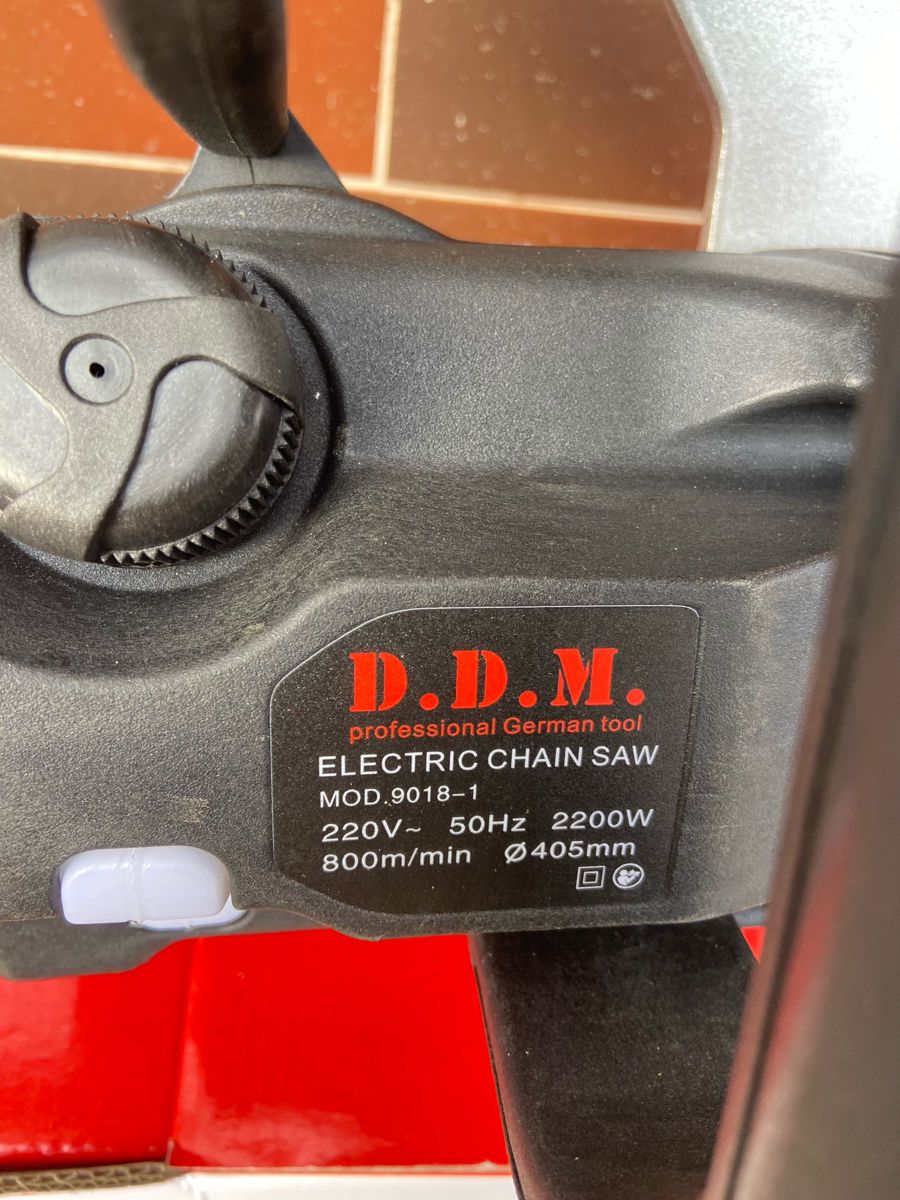 D.D.M.
professional German tool
ELECTRIC CHAIN SAW
MOD.9018-1
220V~ 50Hz 2200W
800m/min Ø405mm